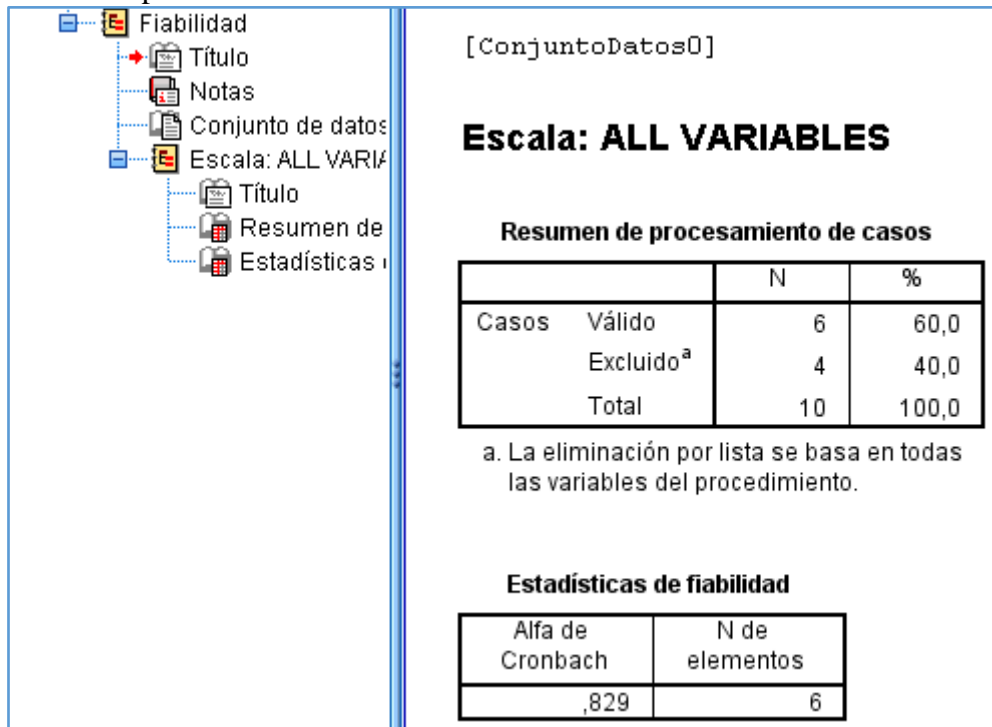 Fiabilidad
Título
Notas
Conjunto de datos
Escala: ALL VARIA
Título
Resumen de
Estadísticas
[ConjuntoDatos0]
Escala: ALL VARIABLES
Resumen de procesamiento de casos
N %
Casos Válido 6 60,0
Excluidoª 4 40,0
Total 10 100,0
a. La eliminación por lista se basa en todas
las variables del procedimiento.
Estadísticas de fiabilidad
Alfa de N de
Cronbach elementos
,829 6